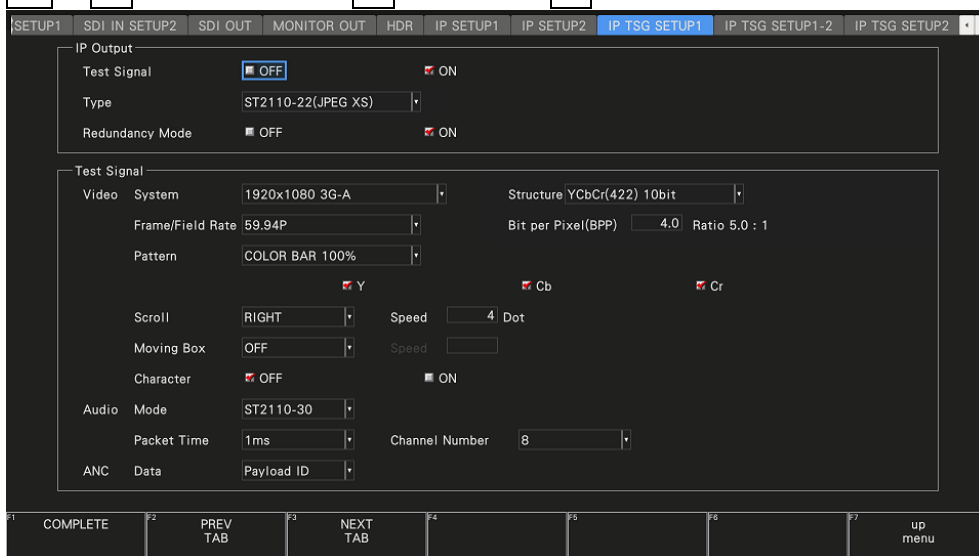 SETUP1 SDI IN SETUP2 SDI OUT MONITOR OUT HDR IP SETUP1 IP SETUP2 IP TSG SETUP1 IP TSG SETUP1-2 IP TSG SETUP2
IP Output
Test Signal OFF ON
Type ST2110-22(JPEG XS)
Redundancy Mode OFF ON
Test Signal
Video System 1920x1080 3G-A Structure YCbCr(422) 10bit
Frame/Field Rate 59.94P Bit per Pixel(BPP) 4.0 Ratio 5.0 : 1
Pattern COLOR BAR 100%
Y Cb Cr
Scroll RIGHT Speed 4 Dot
Moving Box OFF Speed
Character OFF ON
Audio Mode ST2110-30
Packet Time 1ms Channel Number 8
ANC Data Payload ID
F1 COMPLETE F2 PREV TAB F3 NEXT TAB F4 F5 F6 F7 up menu